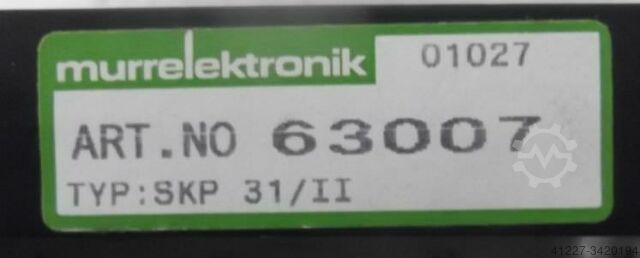 murrelektronik 01027
ART.NO 63007
TYP:SKP 31/II
41227-3420194